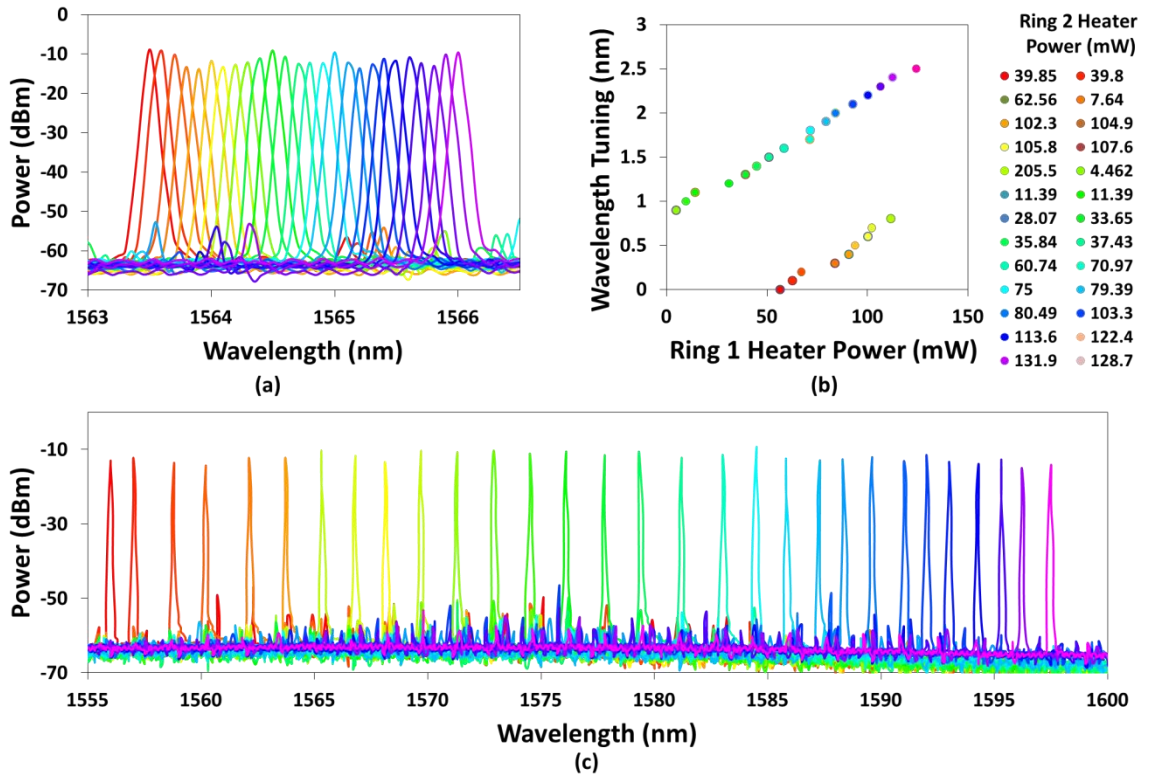 0
-10
-20
-30
-40
-50
-60
-70
Power (dBm)
1563 1564 1565 1566
Wavelength (nm)
(a)
3
2.5
2
1.5
1
0.5
0
Wavelength Tuning (nm)
0 50 100 150
Ring 1 Heater Power (mW)
(b)
Ring 2 Heater
Power (mW)
39.85 39.8
62.56 7.64
102.3 104.9
105.8 107.6
205.5 4.462
11.39 11.39
28.07 33.65
35.84 37.43
60.74 70.97
75 79.39
80.49 103.3
113.6 122.4
131.9 128.7
-10
-30
-50
-70
Power (dBm)
1555 1560 1565 1570 1575 1580 1585 1590 1595 1600
Wavelength (nm)
(c)